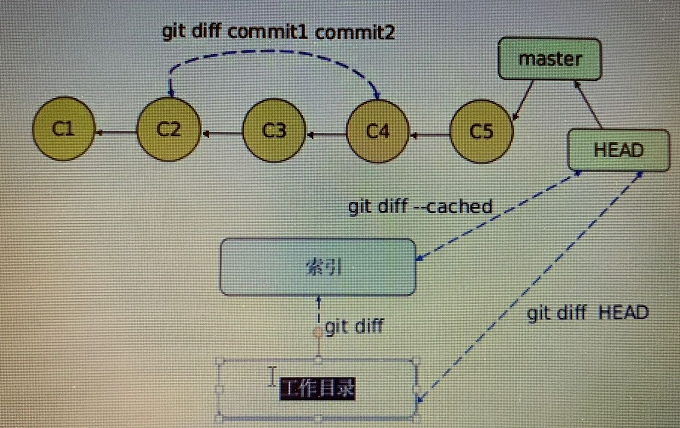 git diff commit1 commit2
master
C1
C2
C3
C4
C5
HEAD
git diff --cached
索引
git diff HEAD
git diff
工作目录